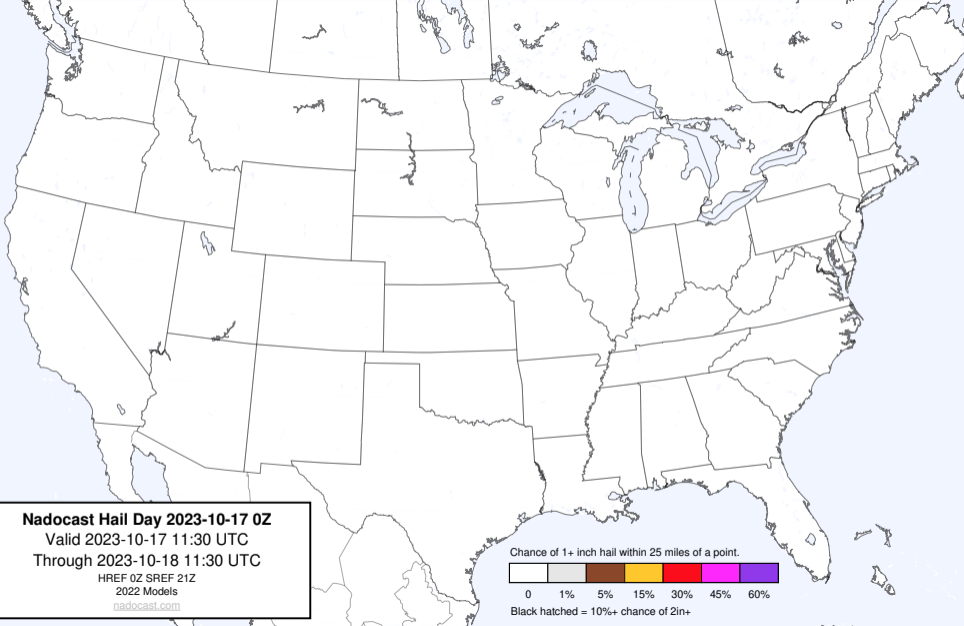 Nadocast Hail Day 2023-10-17 0Z
Valid 2023-10-17 11:30 UTC
Through 2023-10-18 11:30 UTC
HREF 0Z SREF 21Z
2022 Models
nadocast.com
Chance of 1+ inch hail within 25 miles of a point.
0 1% 5% 15% 30% 45% 60%
Black hatched = 10%+ chance of 2in+